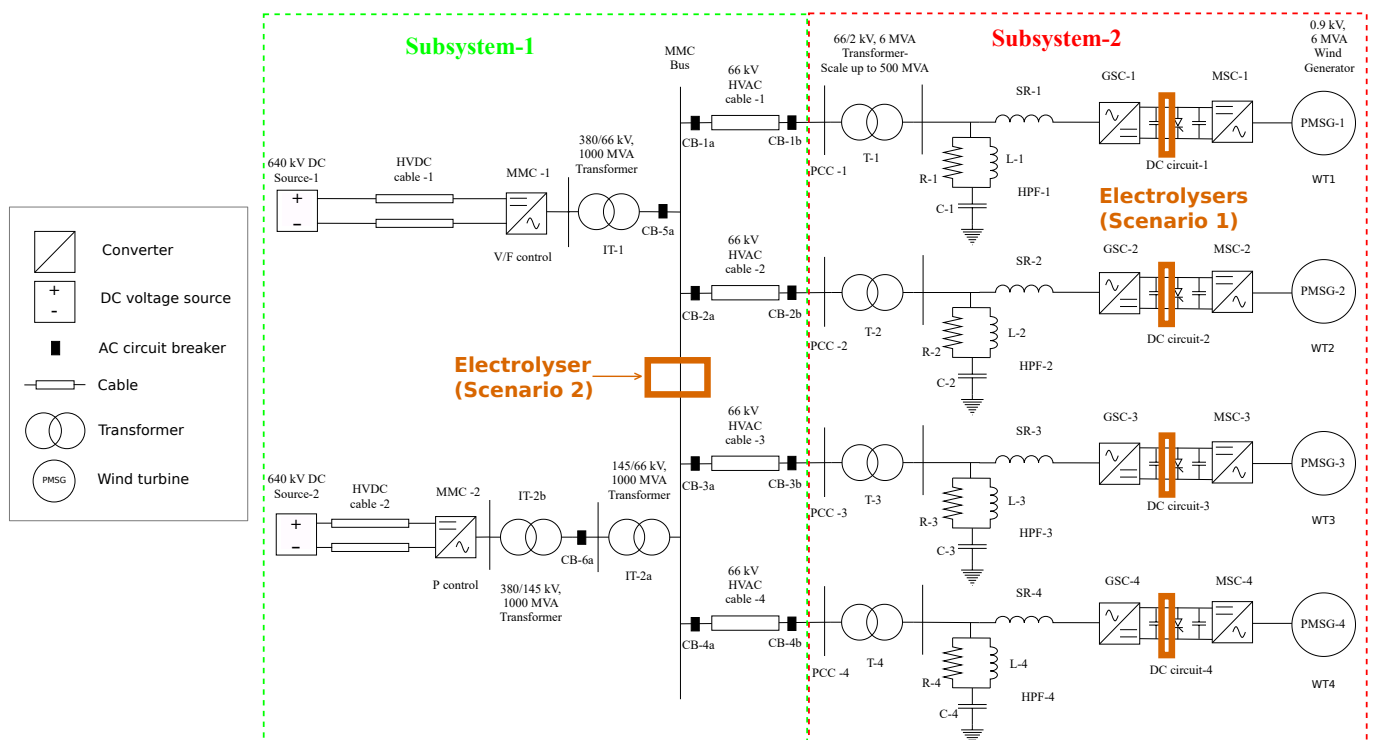 Subsystem-1
Subsystem-2
MMC
Bus
66 kV
HVAC
cable -1
CB-1a
CB-1b
380/66 kV,
1000 MVA
Transformer
640 kV DC
Source-1
+
-
HVDC
cable -1
MMC -1
V/F control
IT-1
CB-5a
66 kV
HVAC
cable -2
CB-2a
CB-2b
Electrolyser
(Scenario 2)
66 kV
HVAC
cable -3
CB-3a
CB-3b
145/66 kV,
1000 MVA
Transformer
640 kV DC
Source-2
+
-
HVDC
cable -2
MMC -2
P control
IT-2b
CB-6a
IT-2a
380/145 kV,
1000 MVA
Transformer
66 kV
HVAC
cable -4
CB-4a
CB-4b
66/2 kV, 6 MVA
Transformer-
Scale up to 500 MVA
0.9 kV,
6 MVA
Wind
Generator
PCC -1
T-1
SR-1
R-1
L-1
C-1
HPF-1
GSC-1
MSC-1
DC circuit-1
PMSG-1
WT1
Electrolysers
(Scenario 1)
PCC -2
T-2
SR-2
R-2
L-2
C-2
HPF-2
GSC-2
MSC-2
DC circuit-2
PMSG-2
WT2
PCC -3
T-3
SR-3
R-3
L-3
C-3
HPF-3
GSC-3
MSC-3
DC circuit-3
PMSG-3
WT3
PCC -4
T-4
SR-4
R-4
L-4
C-4
HPF-4
GSC-4
MSC-4
DC circuit-4
PMSG-4
WT4
Converter
+
-
DC voltage source
AC circuit breaker
Cable
Transformer
PMSG
Wind turbine